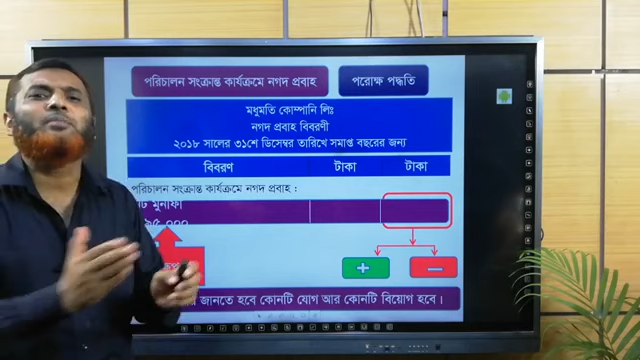 পরিচালন সংক্রান্ত কার্যক্রমে নগদ প্রবাহ
পরোক্ষ পদ্ধতি
মধুমতি কোম্পানি লিঃ
নগদ প্রবাহ বিবরণী
২০১৮ সালের ৩১শে ডিসেম্বর তারিখে সমাপ্ত বছরের জন্য
বিবরণ টাকা টাকা
পরিচালন সংক্রান্ত কার্যক্রমে নগদ প্রবাহ :
মুনাফা
+ −
জানতে হবে কোনটি যোগ আর কোনটি বিয়োগ হবে।